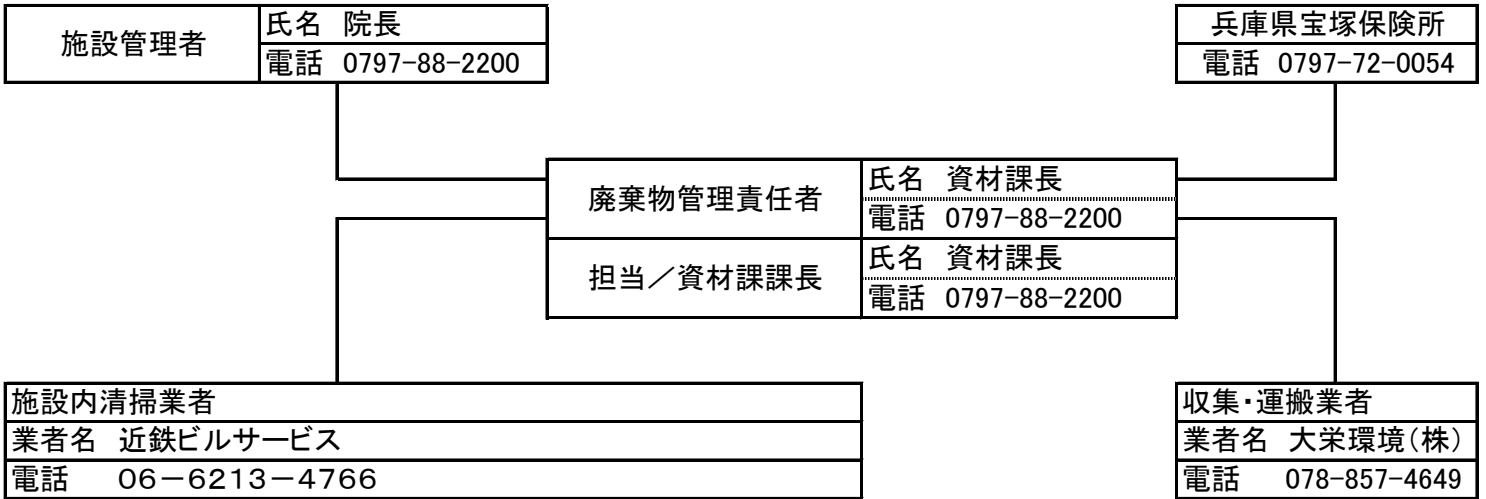 施設管理者
氏名 院長
電話 0797-88-2200
兵庫県宝塚保険所
電話 0797-72-0054
廃棄物管理責任者
氏名 資材課長
電話 0797-88-2200
担当／資材課課長
氏名 資材課長
電話 0797-88-2200
施設内清掃業者
業者名 近鉄ビルサービス
電話 ０６－６２１３－４７６６
収集・運搬業者
業者名 大栄環境（株）
電話 078-857-4649